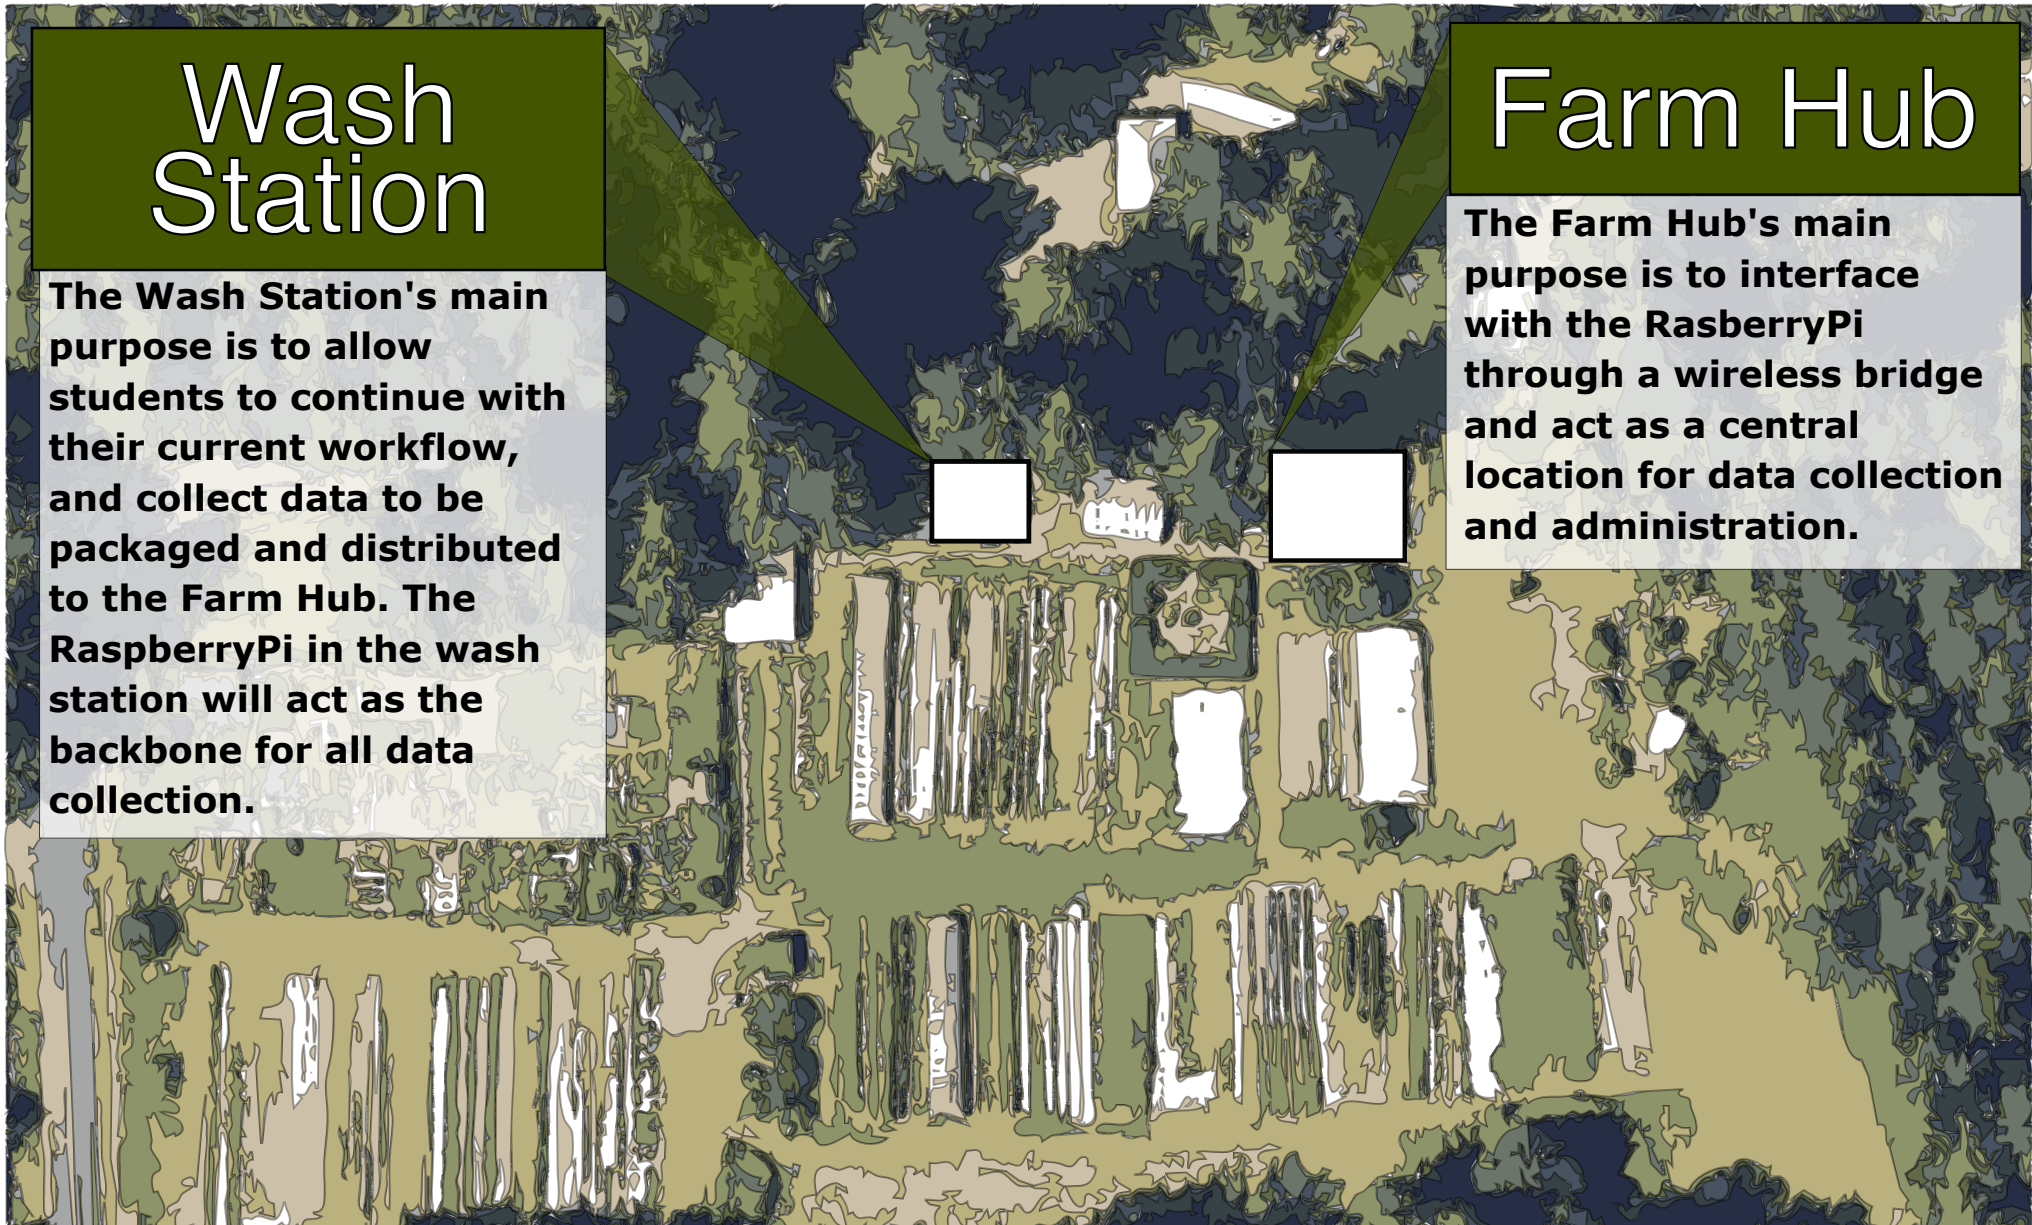 Wash
Station
The Wash Station's main
purpose is to allow
students to continue with
their current workflow,
and collect data to be
packaged and distributed
to the Farm Hub. The
RaspberryPi in the wash
station will act as the
backbone for all data
collection.
Farm Hub
The Farm Hub's main
purpose is to interface
with the RasberryPi
through a wireless bridge
and act as a central
location for data collection
and administration.